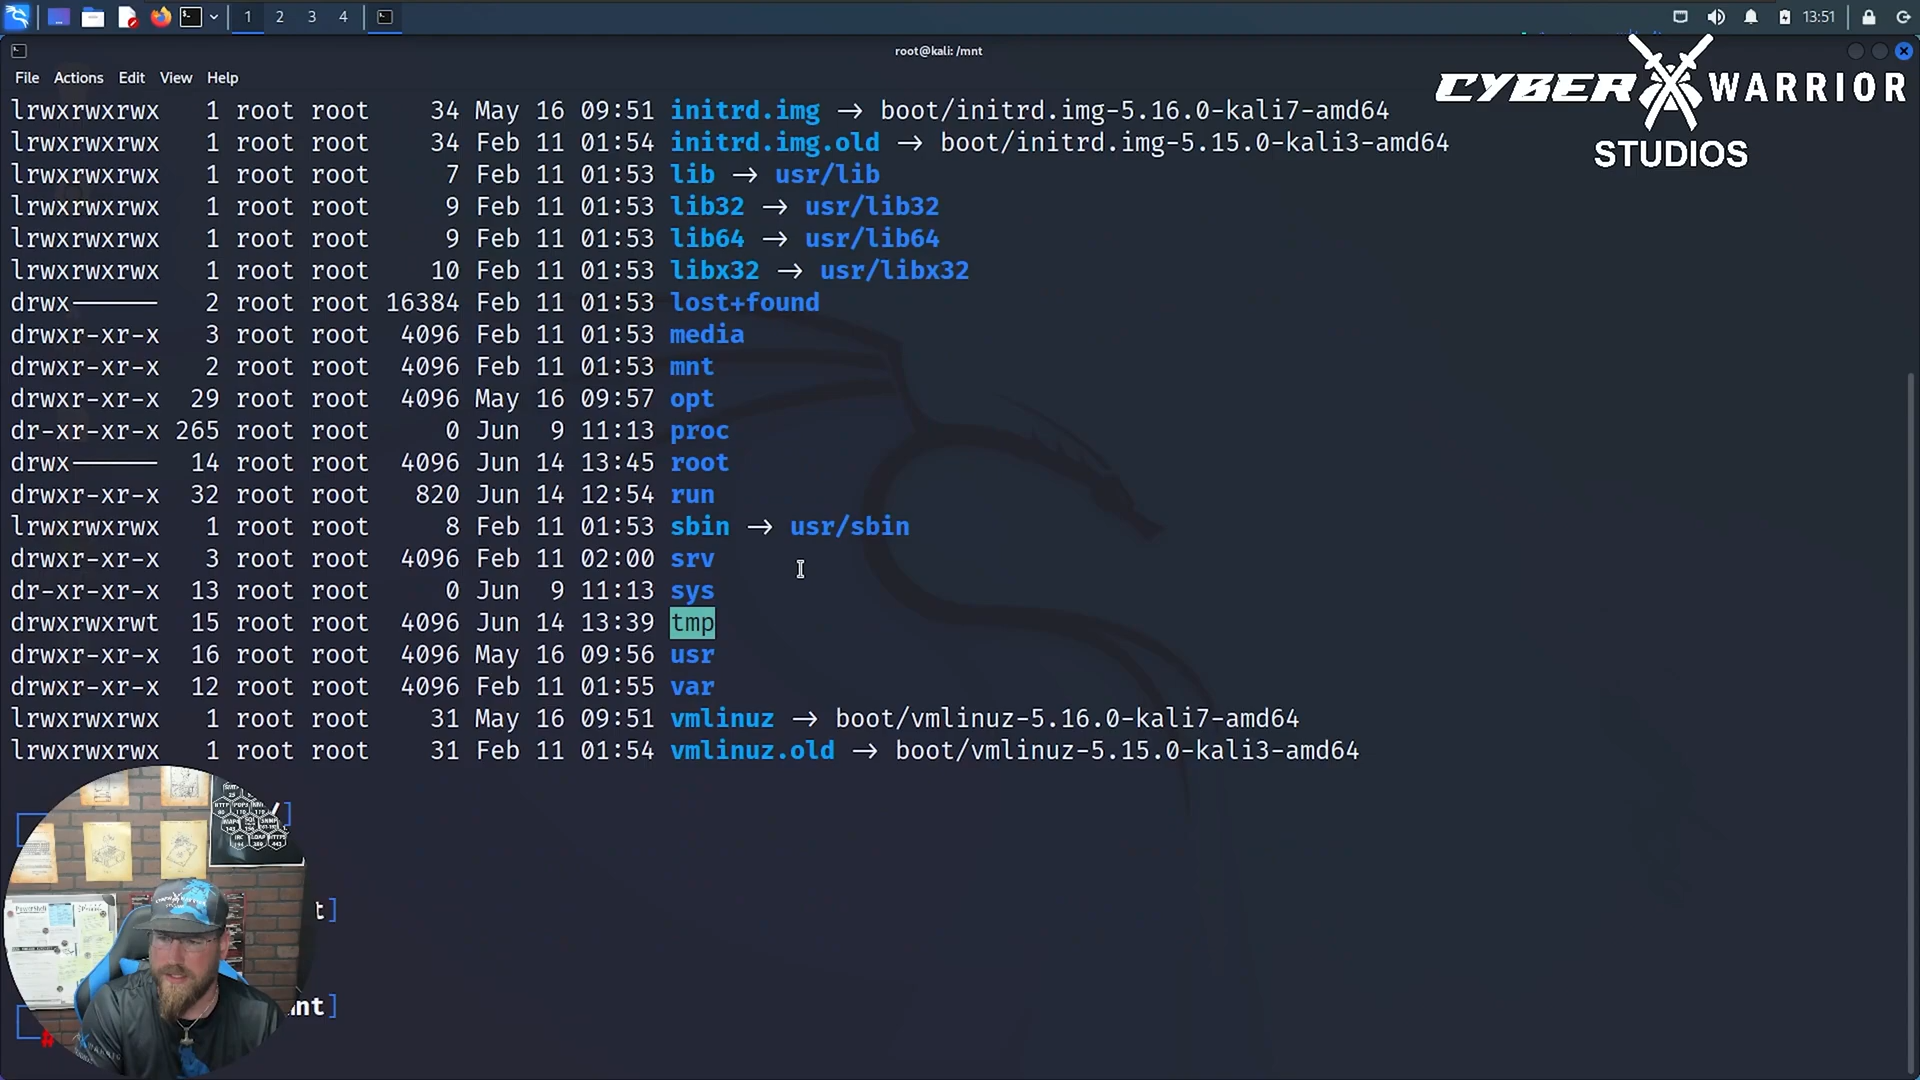 1 2 3 4 13:51
root@kali: /mnt
File Actions Edit View Help
CYBER WARRIOR
STUDIOS
lrwxrwxrwx 1 root root 34 May 16 09:51 initrd.img → boot/initrd.img-5.16.0-kali7-amd64
lrwxrwxrwx 1 root root 34 Feb 11 01:54 initrd.img.old → boot/initrd.img-5.15.0-kali3-amd64
lrwxrwxrwx 1 root root 7 Feb 11 01:53 lib → usr/lib
lrwxrwxrwx 1 root root 9 Feb 11 01:53 lib32 → usr/lib32
lrwxrwxrwx 1 root root 9 Feb 11 01:53 lib64 → usr/lib64
lrwxrwxrwx 1 root root 10 Feb 11 01:53 libx32 → usr/libx32
drwx------ 2 root root 16384 Feb 11 01:53 lost+found
drwxr-xr-x 3 root root 4096 Feb 11 01:53 media
drwxr-xr-x 2 root root 4096 Feb 11 01:53 mnt
drwxr-xr-x 29 root root 4096 May 16 09:57 opt
dr-xr-xr-x 265 root root 0 Jun 9 11:13 proc
drwx------ 14 root root 4096 Jun 14 13:45 root
drwxr-xr-x 32 root root 820 Jun 14 12:54 run
lrwxrwxrwx 1 root root 8 Feb 11 01:53 sbin → usr/sbin
drwxr-xr-x 3 root root 4096 Feb 11 02:00 srv
dr-xr-xr-x 13 root root 0 Jun 9 11:13 sys
drwxrwxrwt 15 root root 4096 Jun 14 13:39 tmp
drwxr-xr-x 16 root root 4096 May 16 09:56 usr
drwxr-xr-x 12 root root 4096 Feb 11 01:55 var
lrwxrwxrwx 1 root root 31 May 16 09:51 vmlinuz → boot/vmlinuz-5.16.0-kali7-amd64
lrwxrwxrwx 1 root root 31 Feb 11 01:54 vmlinuz.old → boot/vmlinuz-5.15.0-kali3-amd64
/]
t]
nt]
#